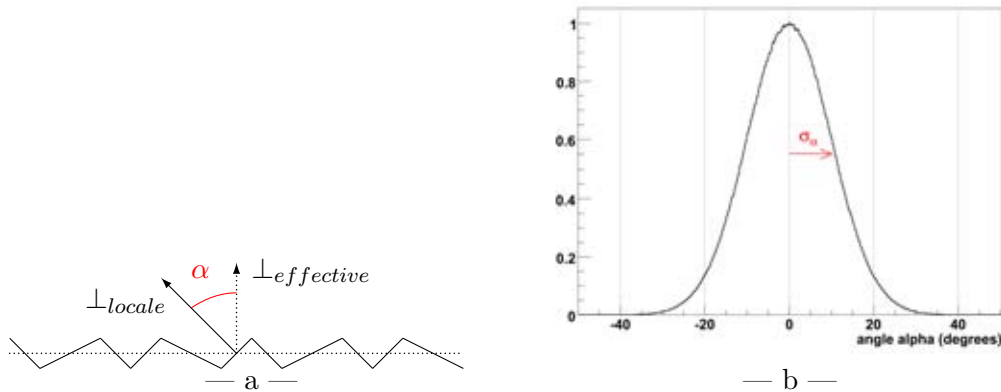 α
⊥effective
⊥locale
— a —
1
0.8
0.6
0.4
0.2
0
σα
-40 -20 0 20 40
angle alpha (degrees)
— b —